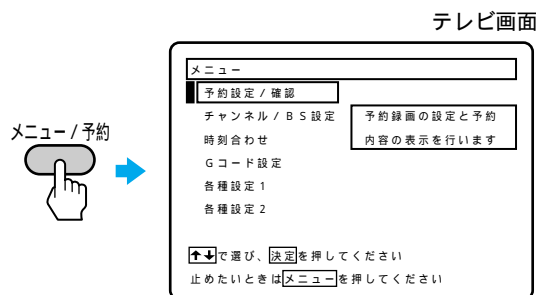 テレビ画面
メニュー / 予約
メニュー
予約設定 / 確認
チャンネル / BS設定
時刻合わせ
Gコード設定
各種設定1
各種設定2
予約録画の設定と予約
内容の表示を行います
↑↓で選び、決定を押してください
止めたいときはメニューを押してください